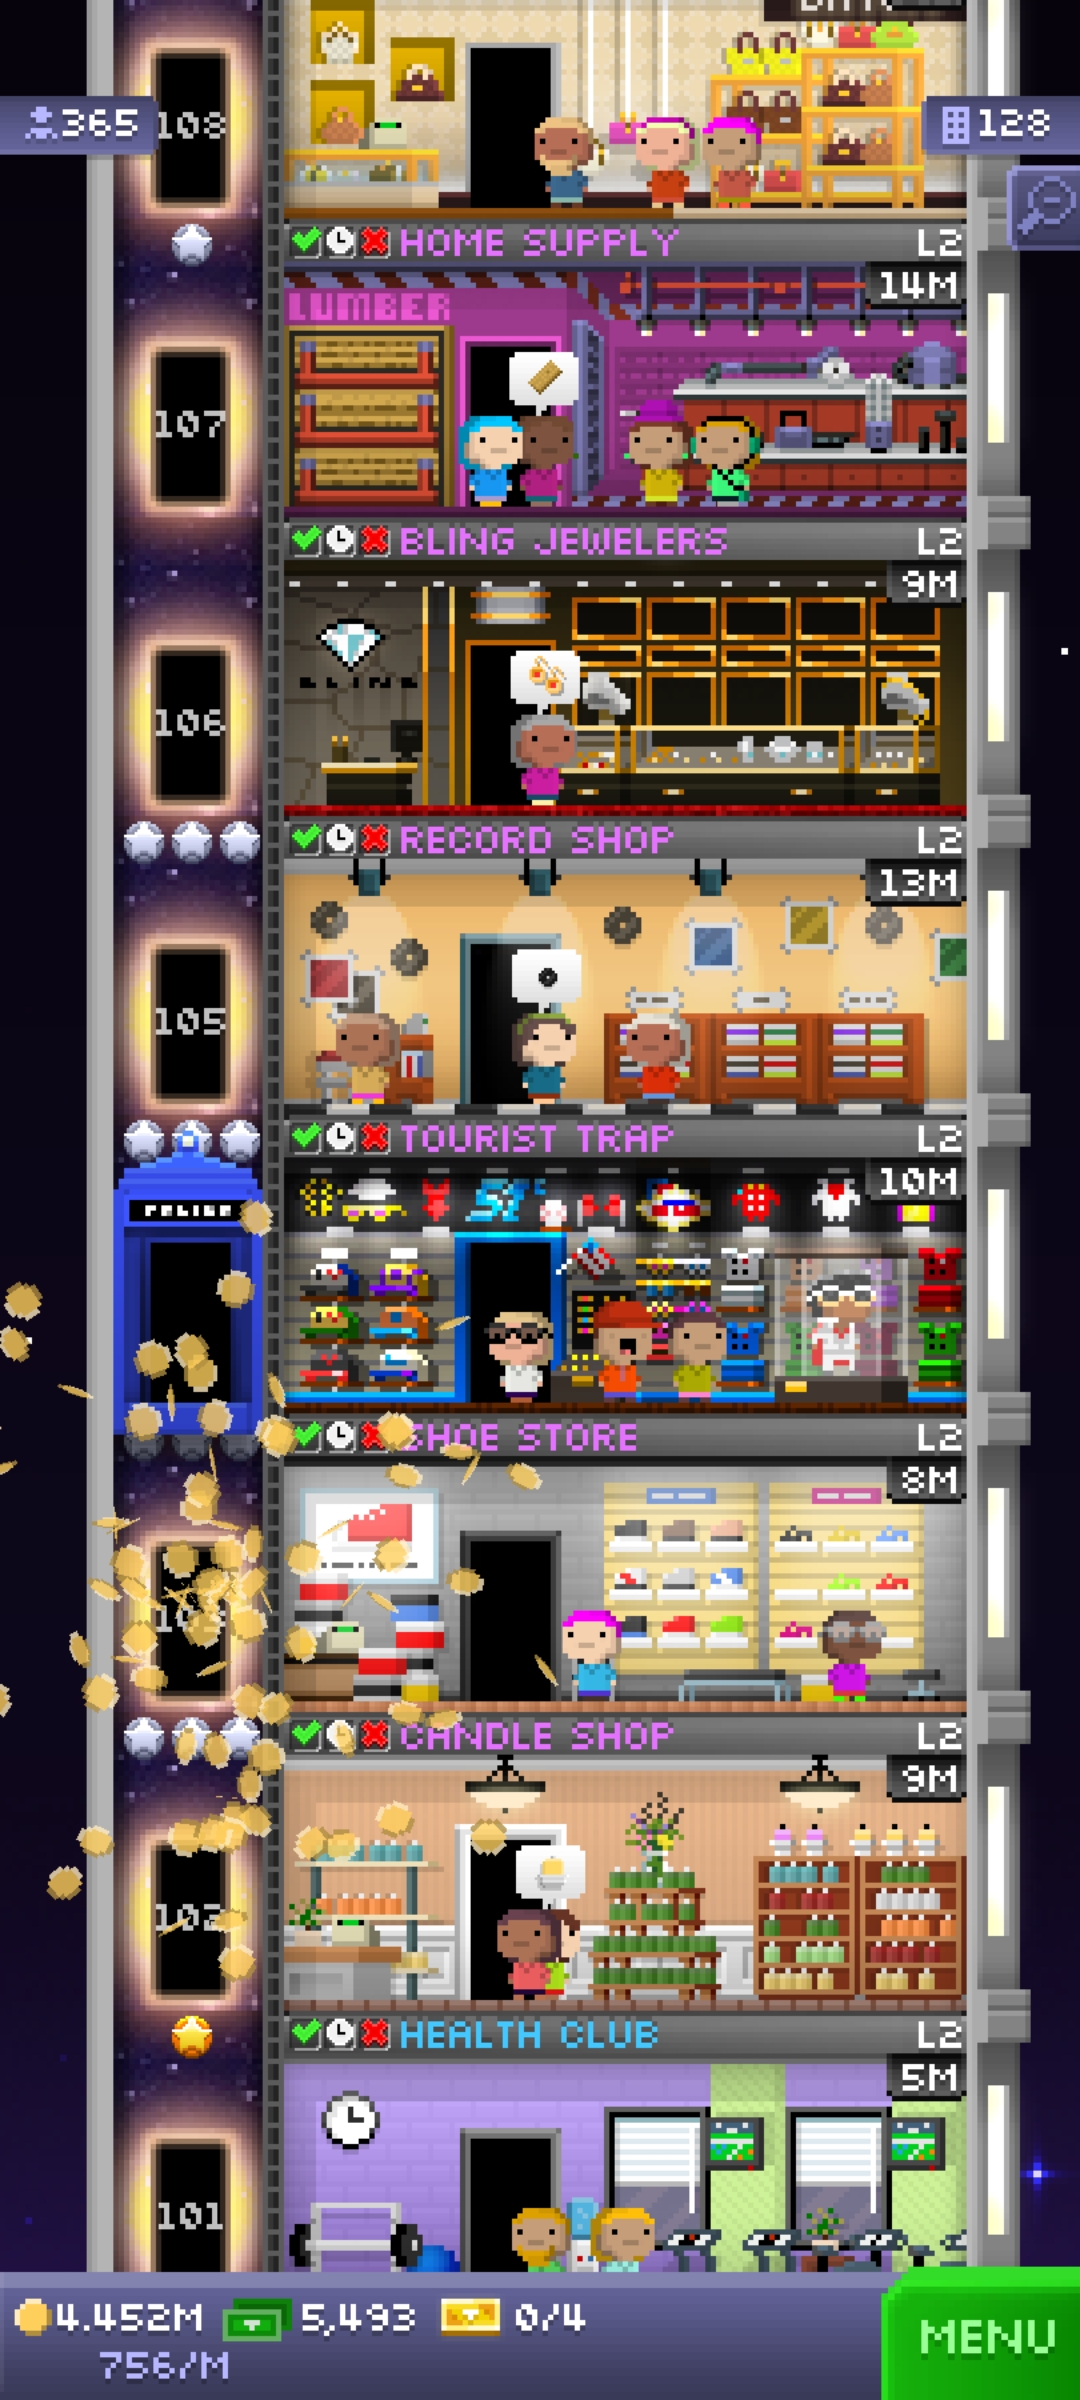 365
108
128
HOME SUPPLY
L2
14M
LUMBER
107
BLING JEWELERS
L2
9M
BLING
106
RECORD SHOP
L2
13M
105
TOURIST TRAP
L2
10M
POLICE
SF
SHOE STORE
L2
8M
CANDLE SHOP
L2
9M
102
HEALTH CLUB
L2
5M
101
4.452M
5,493
0/4
MENU
756/M